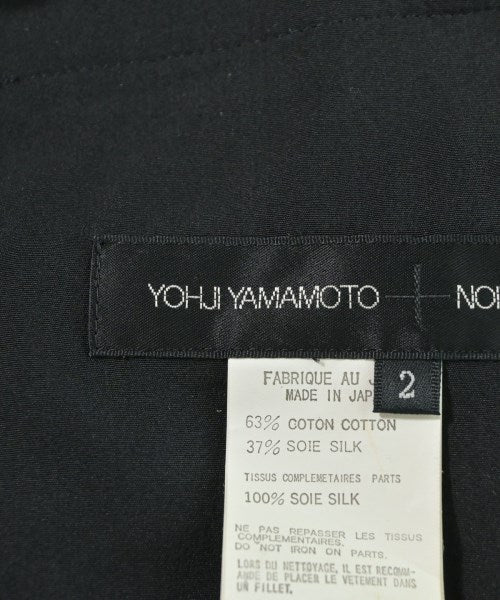 YOHJI YAMAMOTO
2
FABRIQUE AU
MADE IN
63% COTON COTTON
37% SOIE SILK
TISSUS COMPLEMETAIRES PARTS
100% SOIE SILK
NE PAS REPASSER LES TISSUS
COMPLEMENTAIRES.
DO NOT IRON ON PARTS.
LORS DU NETTOYAGE, IL EST RECOMM-
ANDE DE PLACER LE VETEMENT DANS
UN FILLET.